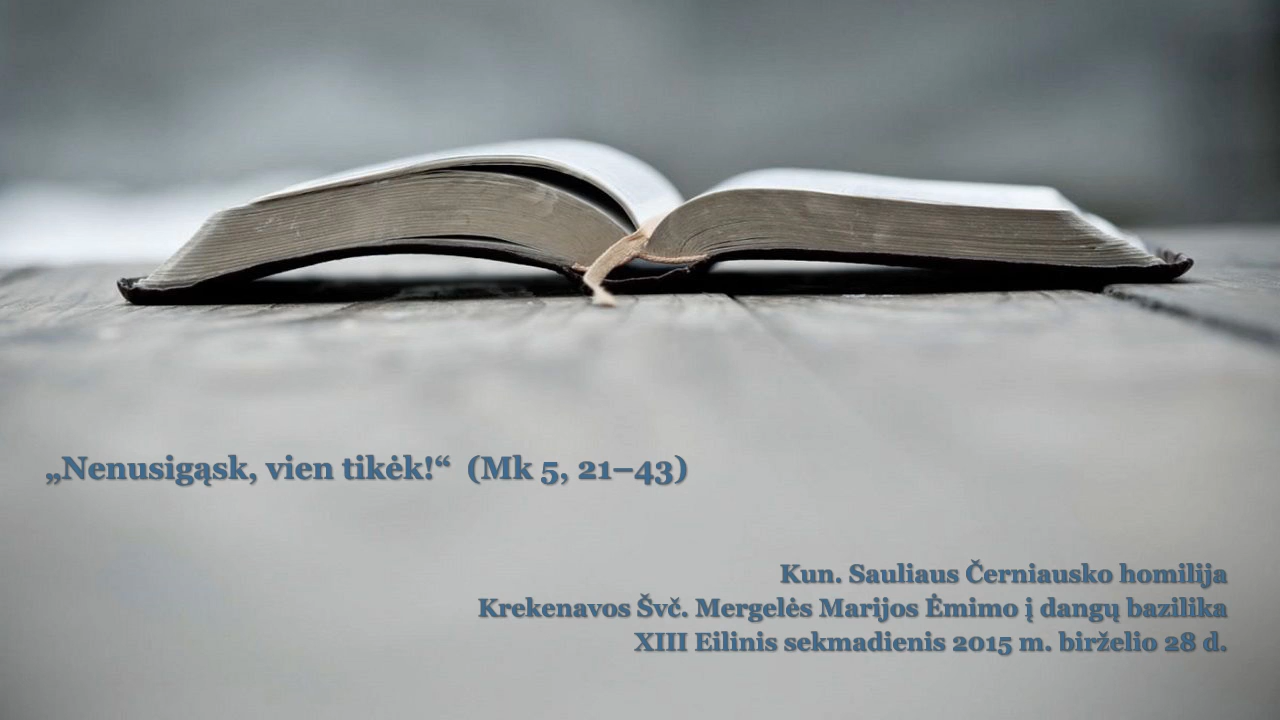 „Nenusigąsk, vien tikėk!“ (Mk 5, 21–43)
Kun. Sauliaus Černiausko homilija
Krekenavos Švč. Mergelės Marijos Ėmimo į dangų bazilika
XIII Eilinis sekmadienis 2015 m. birželio 28 d.